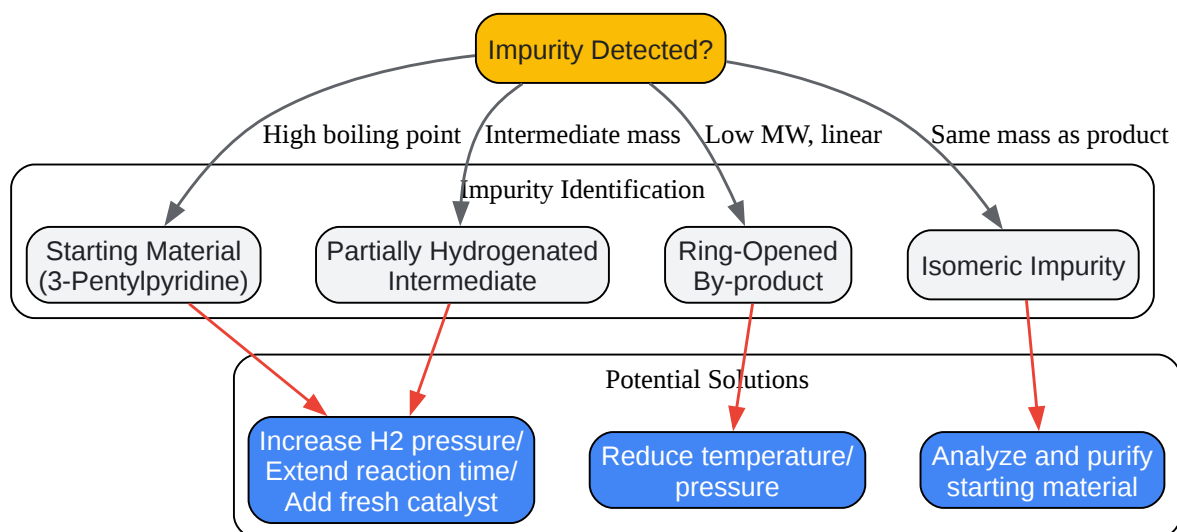 Impurity Detected?
High boiling point
Intermediate mass
Low MW, linear
Same mass as product
Impurity Identification
Starting Material
(3-Pentylpyridine)
Partially Hydrogenated
Intermediate
Ring-Opened
By-product
Isomeric Impurity
Potential Solutions
Increase H2 pressure/
Extend reaction time/
Add fresh catalyst
Reduce temperature/
pressure
Analyze and purify
starting material